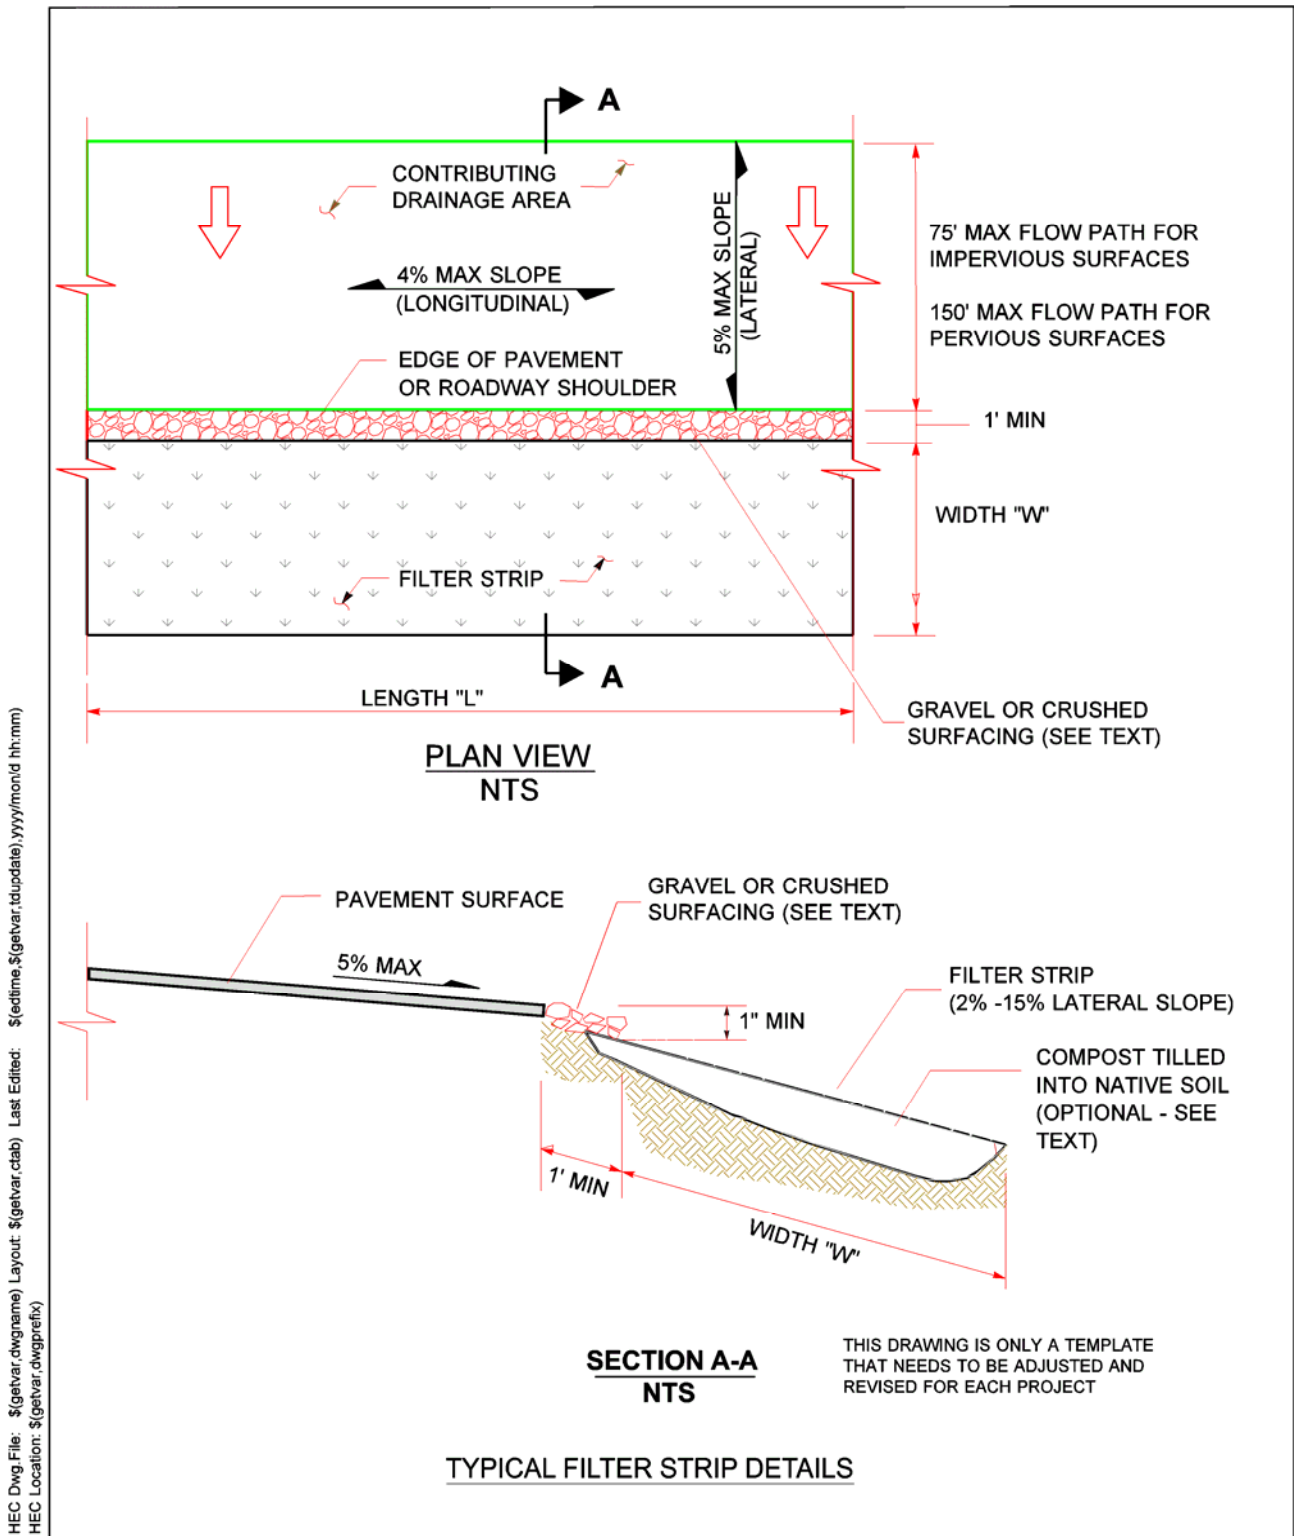 A
CONTRIBUTING
DRAINAGE AREA
4% MAX SLOPE
(LONGITUDINAL)
5% MAX SLOPE
(LATERAL)
75' MAX FLOW PATH FOR
IMPERVIOUS SURFACES
150' MAX FLOW PATH FOR
PERVIOUS SURFACES
EDGE OF PAVEMENT
OR ROADWAY SHOULDER
1' MIN
WIDTH "W"
FILTER STRIP
A
LENGTH "L"
GRAVEL OR CRUSHED
SURFACING (SEE TEXT)
PLAN VIEW
NTS
PAVEMENT SURFACE
GRAVEL OR CRUSHED
SURFACING (SEE TEXT)
5% MAX
1" MIN
FILTER STRIP
(2% -15% LATERAL SLOPE)
COMPOST TILLED
INTO NATIVE SOIL
(OPTIONAL - SEE
TEXT)
1' MIN
WIDTH "W"
SECTION A-A
NTS
THIS DRAWING IS ONLY A TEMPLATE
THAT NEEDS TO BE ADJUSTED AND
REVISED FOR EACH PROJECT
TYPICAL FILTER STRIP DETAILS
HEC Dwg.File: $(getvar,dwgname) Layout: $(getvar,ctab) Last Edited: $(edtime,$(getvar,tdupdate),yyyy/mon/d hh:mm)
HEC Location: $(getvar,dwgprefix)